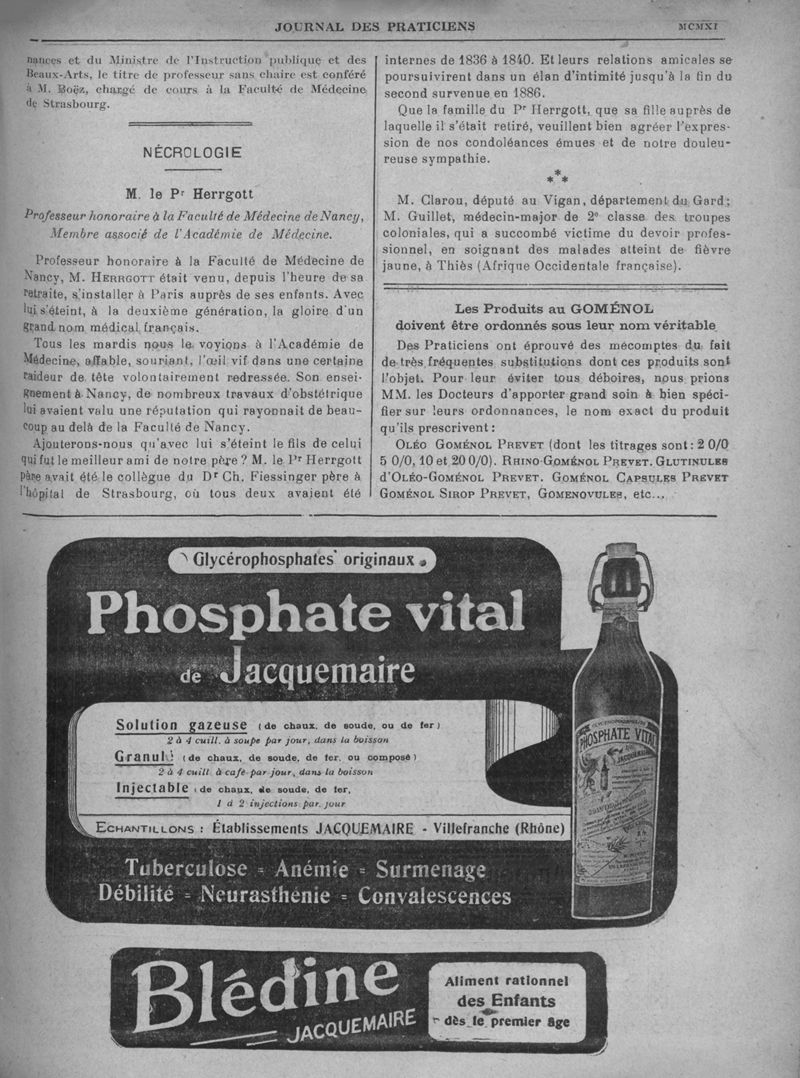 JOURNAL DES PRATICIENS
MCMXI
nances et du Ministre de l'Instruction publique et des
Beaux-Arts, le titre de professeur sans chaire est conféré
à M. Boëz, chargé de cours à la Faculté de Médecine
de Strasbourg.
NÉCROLOGIE
M. le Pr Herrgott
Professeur honoraire à la Faculté de Médecine de Nancy,
Membre associé de l'Académie de Médecine.
Professeur honoraire à la Faculté de Médecine de
Nancy, M. HERRGOTT était venu, depuis l'heure de sa
retraite, s'installer à Paris auprès de ses enfants. Avec
lui s'éteint, à la deuxième génération, la gloire d'un
grand nom médical français.
Tous les mardis nous le voyions à l'Académie de
Médecine, affable, souriant, l'œil vif dans une certaine
raideur de tête volontairement redressée. Son ensei-
gnement à Nancy, de nombreux travaux d'obstétrique
lui avaient valu une réputation qui rayonnait de beau-
coup au delà de la Faculté de Nancy.
Ajouterons-nous qu'avec lui s'éteint le fils de celui
qui fut le meilleur ami de notre père ? M. le Pr Herrgott
père avait été le collègue du Dr Ch. Fiessinger père à
l'hôpital de Strasbourg, où tous deux avaient été
internes de 1836 à 1840. Et leurs relations amicales se
poursuivirent dans un élan d'intimité jusqu'à la fin du
second survenue en 1886.
Que la famille du Pr Herrgott, que sa fille auprès de
laquelle il s'était retiré, veuillent bien agréer l'expres-
sion de nos condoléances émues et de notre doulou-
reuse sympathie.
***
M. Clarou, député au Vigan, département du Gard;
M. Guillet, médecin-major de 2e classe des troupes
coloniales, qui a succombé victime du devoir profes-
sionnel, en soignant des malades atteint de fièvre
jaune, à Thiès (Afrique Occidentale française).
Les Produits au GOMÉNOL
doivent être ordonnés sous leur nom véritable
Des Praticiens ont éprouvé des mécomptes du fait
de très fréquentes substitutions dont ces produits sont
l'objet. Pour leur éviter tous déboires, nous prions
MM. les Docteurs d'apporter grand soin à bien spéci-
fier sur leurs ordonnances, le nom exact du produit
qu'ils prescrivent :
OLÉO GOMÉNOL PREVET (dont les titrages sont : 2 0/0
5 0/0, 10 et 20 0/0). RHINO-GOMÉNOL PREVET. GLUTINULES
d'OLÉO-GOMÉNOL PREVET. GOMÉNOL CAPSULES PREVET
GOMÉNOL SIROP PREVET, GOMENOVULES, etc...
Glycérophosphates originaux
Phosphate vital
de Jacquemaire
Solution gazeuse (de chaux, de soude, ou de fer)
2 à 4 cuill. à soupe par jour, dans la boisson
Granulé (de chaux, de soude, de fer, ou composé)
2 à 4 cuill à café par jour, dans la boisson
Injectable (de chaux, de soude, de fer,
1 à 2 injections par jour
ECHANTILLONS : Établissements JACQUEMAIRE - Villefranche (Rhône)
Tuberculose = Anémie = Surmenage
Débilité = Neurasthénie = Convalescences
PHOSPHATE VITAL
JACQUEMAIRE
Blédine
JACQUEMAIRE
Aliment rationnel
des Enfants
dès le premier âge